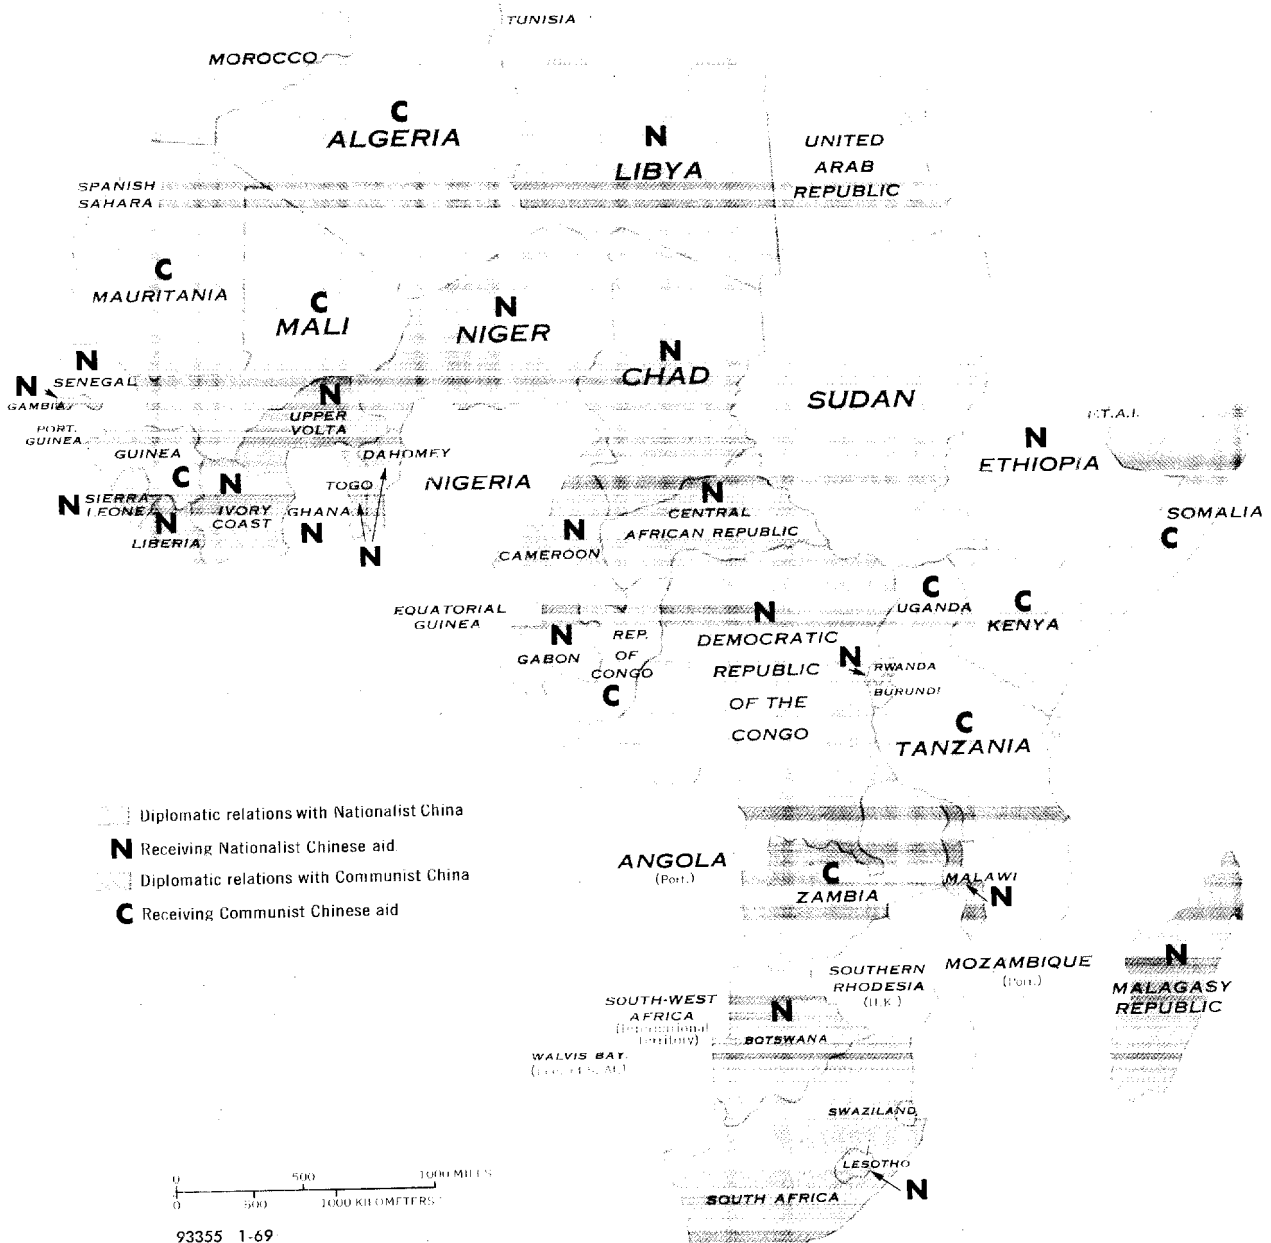 TUNISIA
MOROCCO
C
ALGERIA
N
LIBYA
UNITED
ARAB
REPUBLIC
SPANISH
SAHARA
C
MAURITANIA
C
MALI
N
NIGER
N
CHAD
SUDAN
N
SENEGAL
N
GAMBIA
PORT.
GUINEA
N
UPPER
VOLTA
F.T.A.I.
N
ETHIOPIA
GUINEA
C
DAHOMEY
TOGO
NIGERIA
N
IVORY
COAST
GHANA
N
N
SIERRA
LEONE
N
LIBERIA
N
N
CENTRAL
AFRICAN REPUBLIC
N
CAMEROON
SOMALIA
C
C
UGANDA
C
KENYA
EQUATORIAL
GUINEA
N
GABON
REP.
OF
CONGO
C
N
DEMOCRATIC
REPUBLIC
OF THE
CONGO
N
RWANDA
BURUNDI
C
TANZANIA
Diplomatic relations with Nationalist China
N Receiving Nationalist Chinese aid
Diplomatic relations with Communist China
C Receiving Communist Chinese aid
ANGOLA
(Port.)
C
ZAMBIA
MALAWI
N
SOUTHERN
RHODESIA
(U.K.)
MOZAMBIQUE
(Port.)
N
MALAGASY
REPUBLIC
SOUTH-WEST
AFRICA
(International
Territory)
N
BOTSWANA
WALVIS BAY
SWAZILAND
LESOTHO
N
SOUTH AFRICA
0 500 1000 MILES
0 500 1000 KILOMETERS
93355 1-69